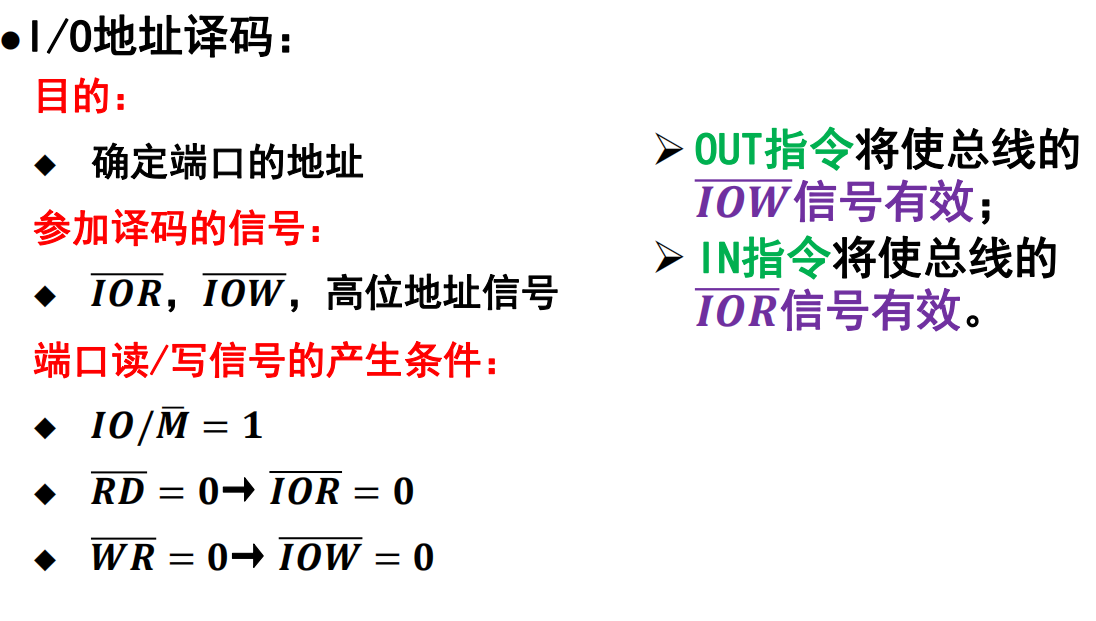 ●I/O地址译码：
目的：
◆ 确定端口的地址
参加译码的信号：
◆ $\overline{IOR}$，$\overline{IOW}$，高位地址信号
端口读/写信号的产生条件：
◆ $IO/\overline{M} = 1$
◆ $\overline{RD} = 0$➝ $\overline{IOR} = 0$
◆ $\overline{WR} = 0$➝ $\overline{IOW} = 0$
➢ OUT指令将使总线的
$\overline{IOW}$信号有效；
➢ IN指令将使总线的
$\overline{IOR}$信号有效。